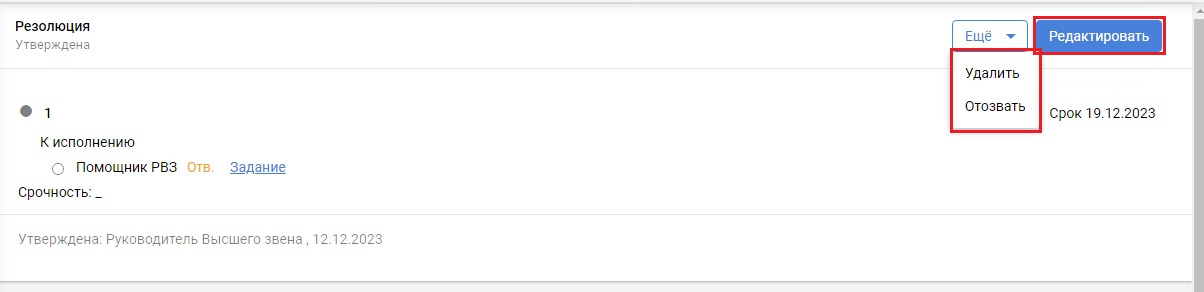 Резолюция
Утверждена
Ещё
Редактировать
Удалить
Отозвать
1
Срок 19.12.2023
К исполнению
Помощник РВЗ Отв. Задание
Срочность: _
Утверждена: Руководитель Высшего звена , 12.12.2023